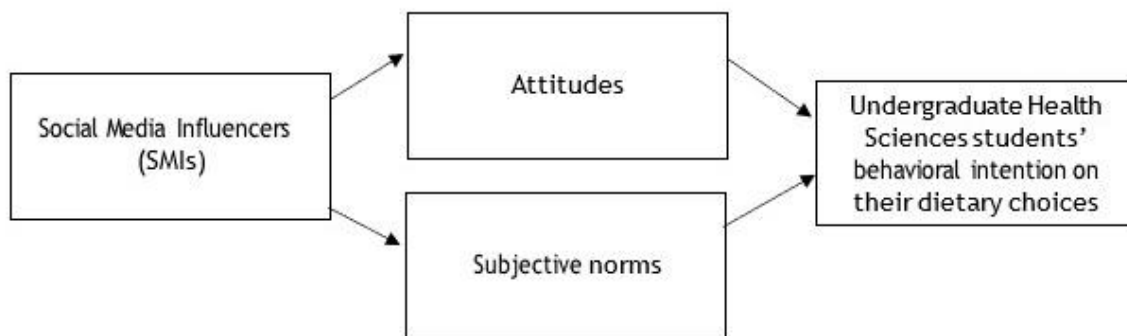 Social Media Influencers
(SMIs)
Attitudes
Subjective norms
Undergraduate Health
Sciences students’
behavioral intention on
their dietary choices